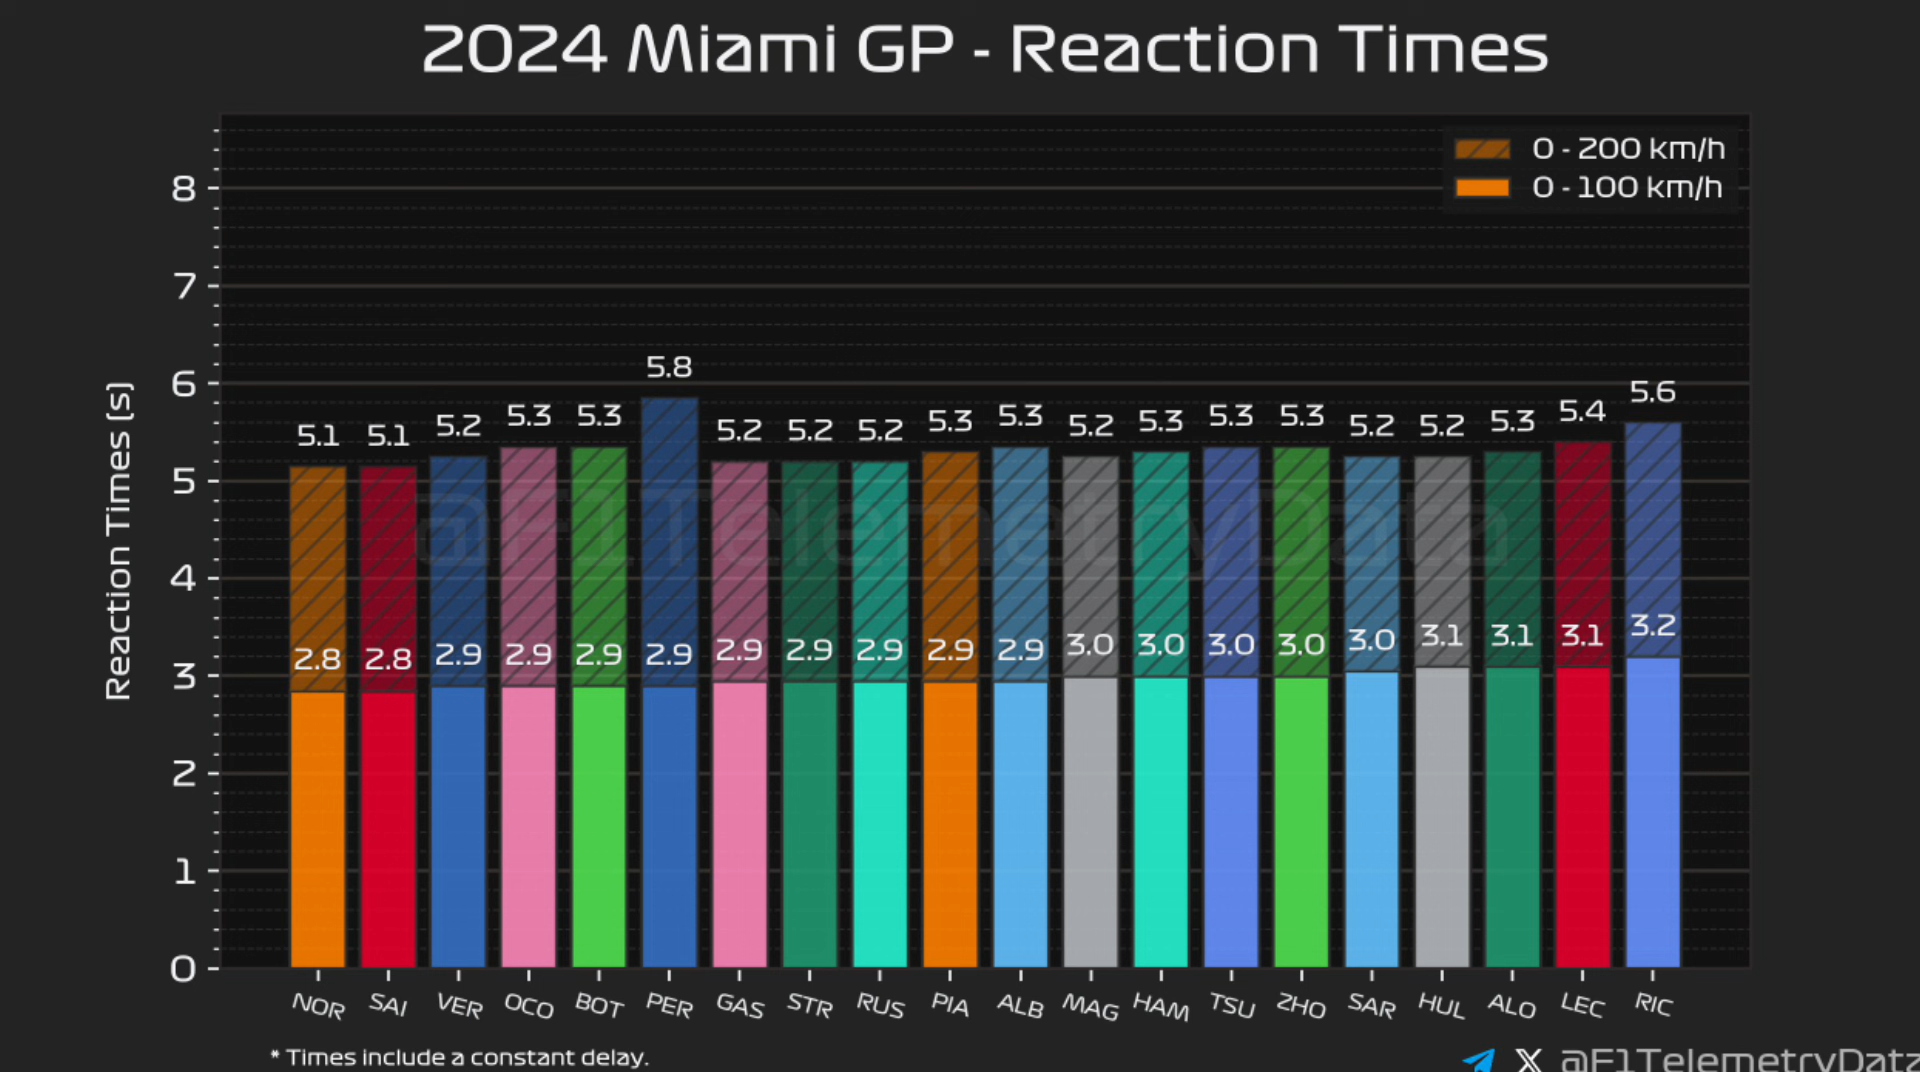 2024 Miami GP - Reaction Times
0 - 200 km/h
0 - 100 km/h
8
7
6
5
4
3
2
1
0
Reaction Times (s)
5.1 5.1 5.2 5.3 5.3 5.8 5.2 5.2 5.2 5.3 5.3 5.2 5.3 5.3 5.3 5.2 5.2 5.3 5.4 5.6
@F1TelemetryData
2.8 2.8 2.9 2.9 2.9 2.9 2.9 2.9 2.9 2.9 2.9 3.0 3.0 3.0 3.0 3.0 3.1 3.1 3.1 3.2
NOR SAI VER OCO BOT PER GAS STR RUS PIA ALB MAG HAM TSU ZHO SAR HUL ALO LEC RIC
* Times include a constant delay.
@F1TelemetryData